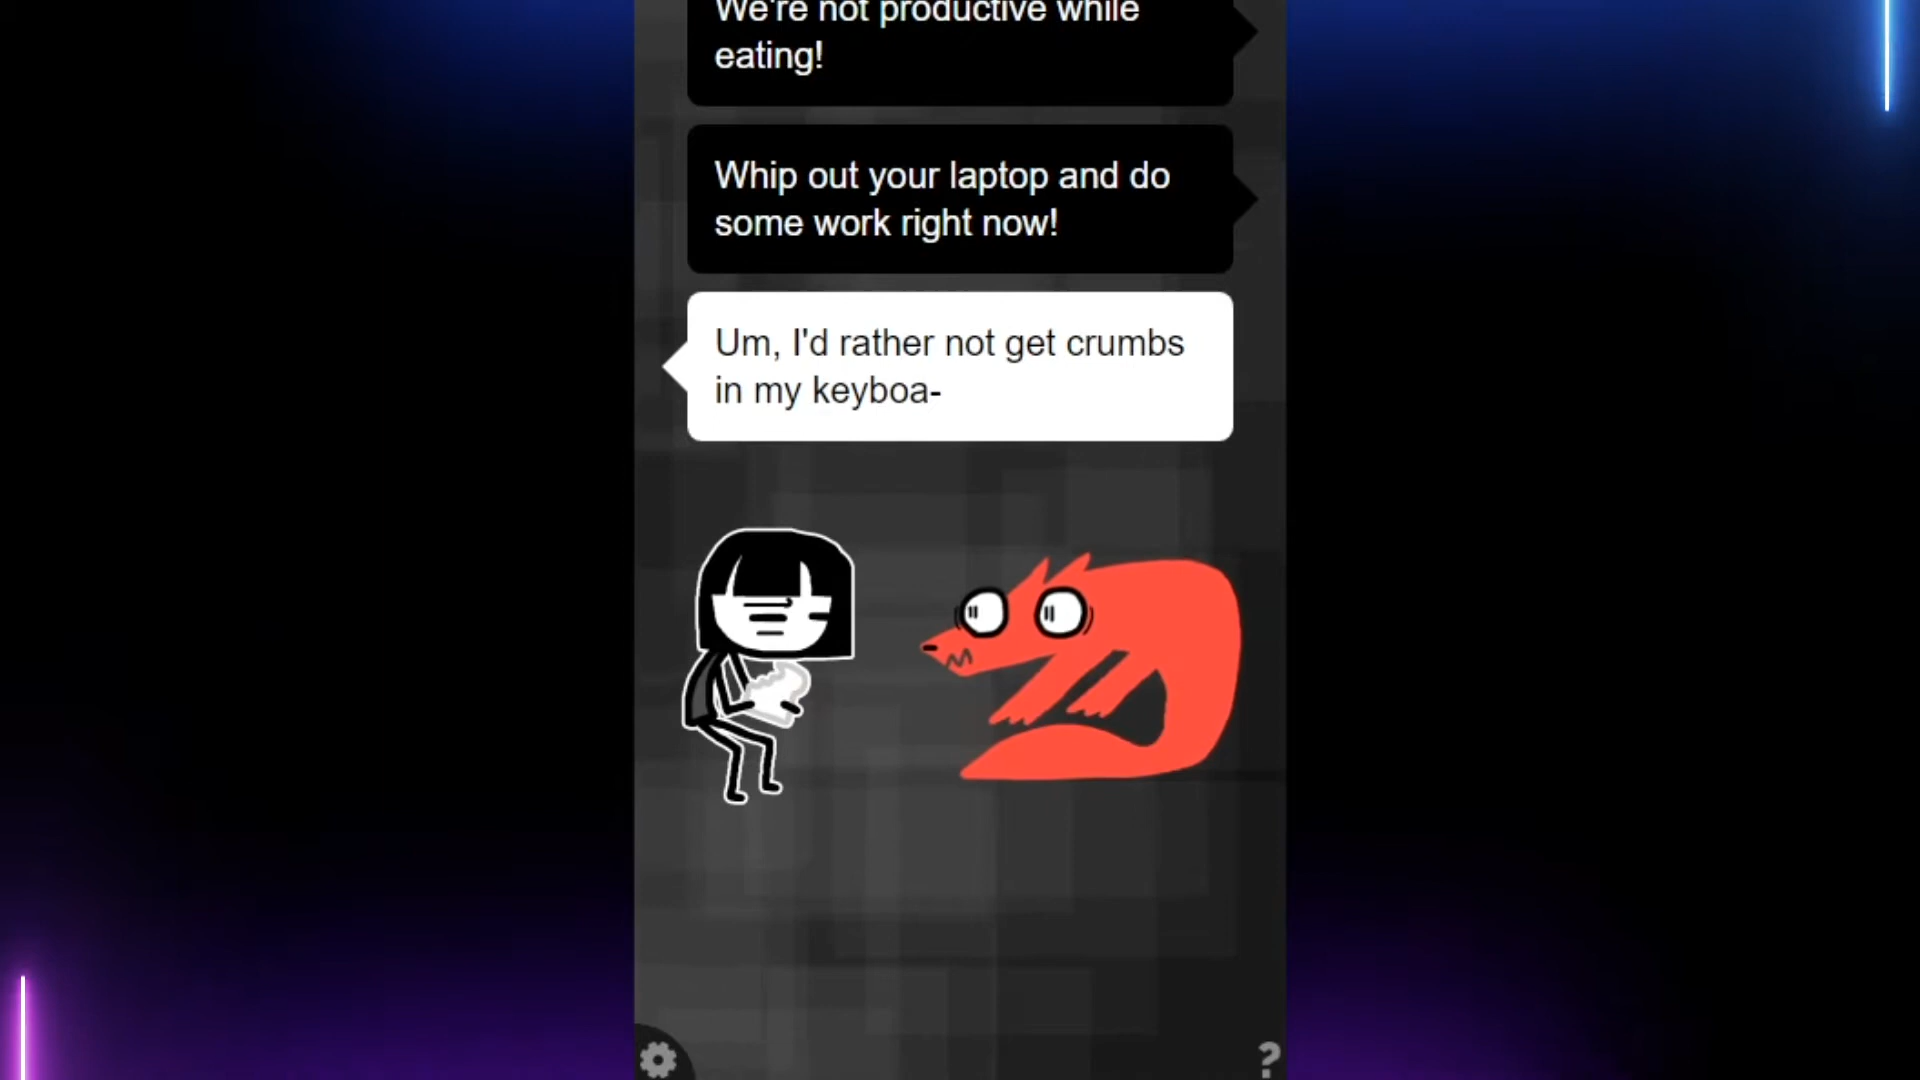 We're not productive while
eating!
Whip out your laptop and do
some work right now!
Um, I'd rather not get crumbs
in my keyboa-
?